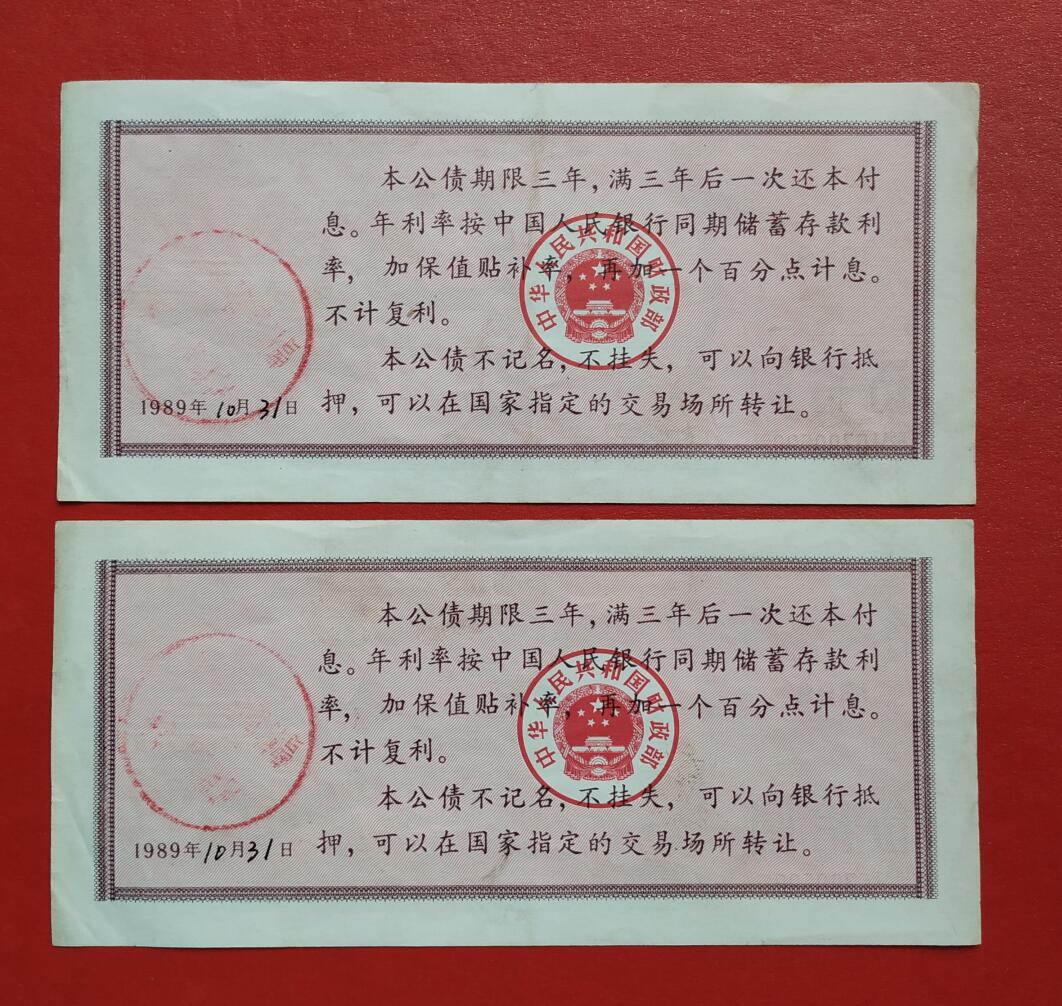 本公债期限三年，满三年后一次还本付
息。年利率按中国人民银行同期储蓄存款利
率，加保值贴补率，再加一个百分点计息。
不计复利。
本公债不记名，不挂失，可以向银行抵
押，可以在国家指定的交易场所转让。
中华人民共和国财政部
1989年10月31日
本公债期限三年，满三年后一次还本付
息。年利率按中国人民银行同期储蓄存款利
率，加保值贴补率，再加一个百分点计息。
不计复利。
本公债不记名，不挂失，可以向银行抵
押，可以在国家指定的交易场所转让。
中华人民共和国财政部
1989年10月31日